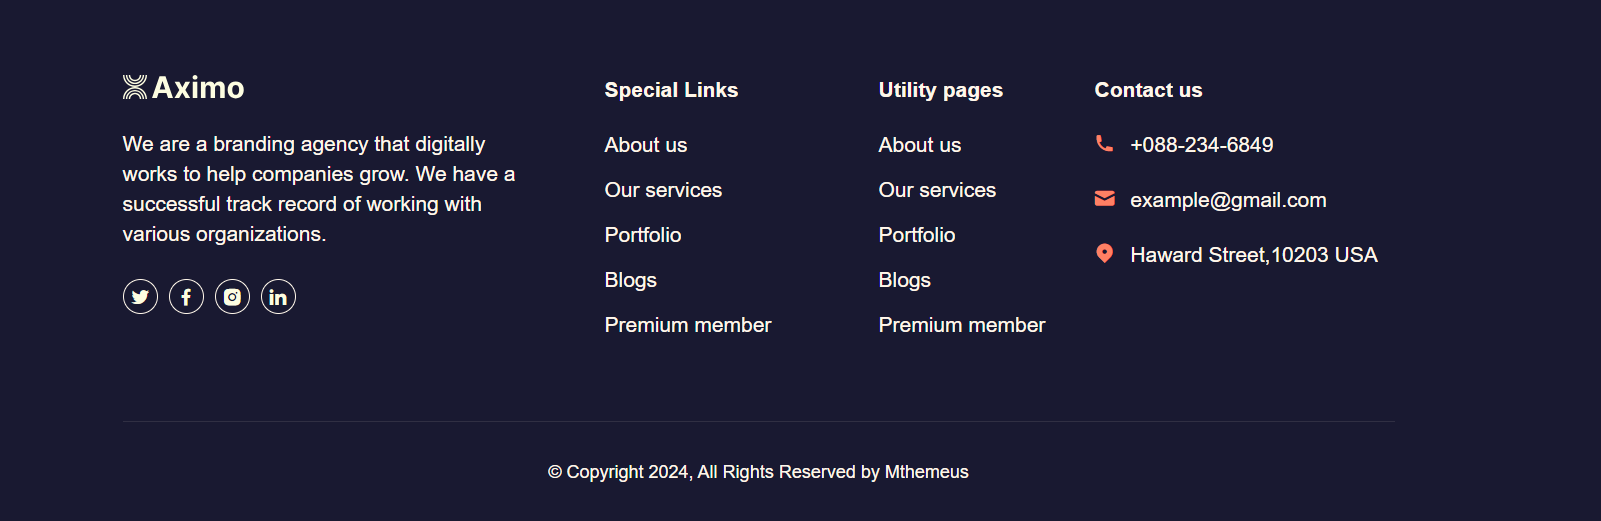 Aximo
We are a branding agency that digitally
works to help companies grow. We have a
successful track record of working with
various organizations.
Special Links
About us
Our services
Portfolio
Blogs
Premium member
Utility pages
About us
Our services
Portfolio
Blogs
Premium member
Contact us
+088-234-6849
example@gmail.com
Haward Street,10203 USA
© Copyright 2024, All Rights Reserved by Mthemeus